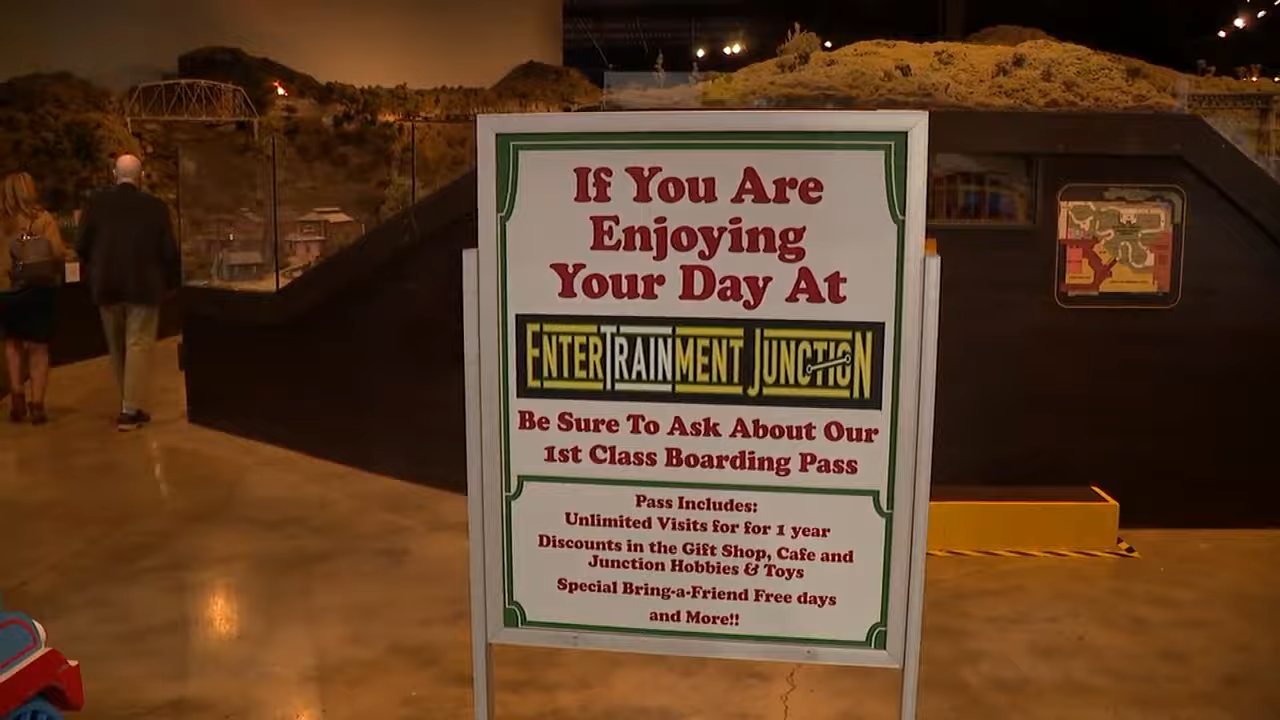 If You Are
Enjoying
Your Day At
ENTERTRAINMENT JUNCTION
Be Sure To Ask About Our
1st Class Boarding Pass
Pass Includes:
Unlimited Visits for for 1 year
Discounts in the Gift Shop, Cafe and
Junction Hobbies & Toys
Special Bring-a-Friend Free days
and More!!